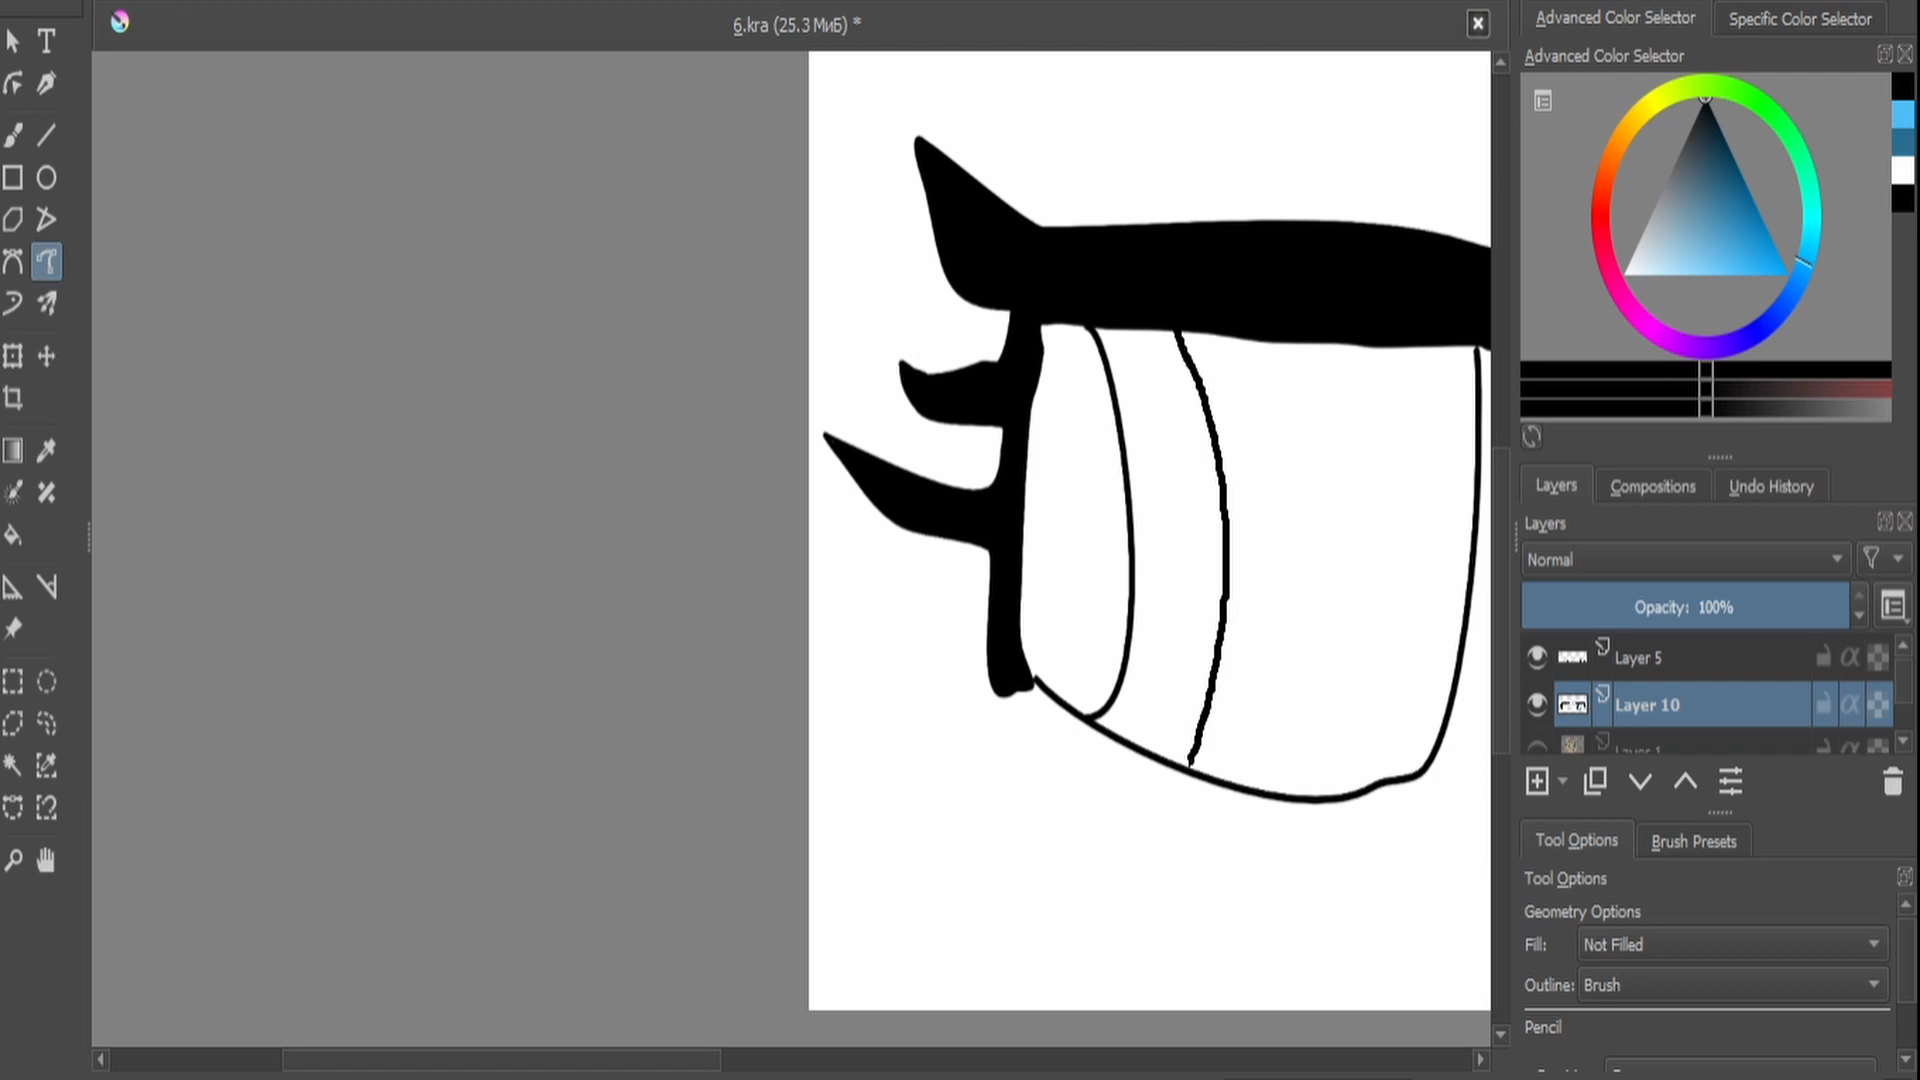 6.kra (25.3 МиБ) *
Advanced Color Selector
Specific Color Selector
Advanced Color Selector
Layers
Compositions
Undo History
Layers
Normal
Opacity: 100%
Layer 5
Layer 10
Layer 1
Tool Options
Brush Presets
Tool Options
Geometry Options
Fill: Not Filled
Outline: Brush
Pencil